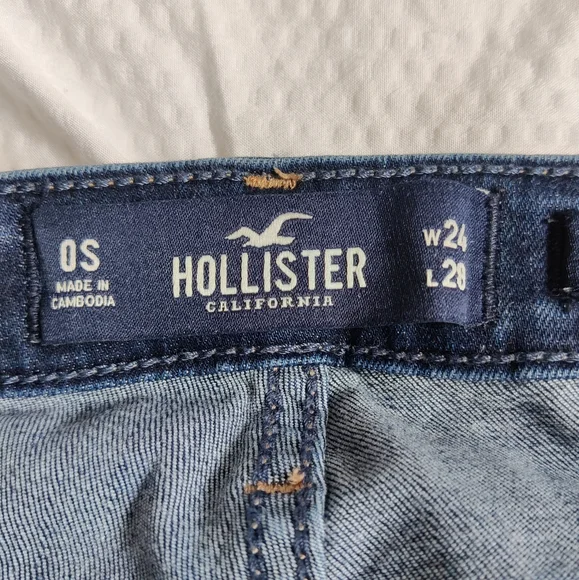 0S
MADE IN
CAMBODIA
HOLLISTER
CALIFORNIA
W24
L28